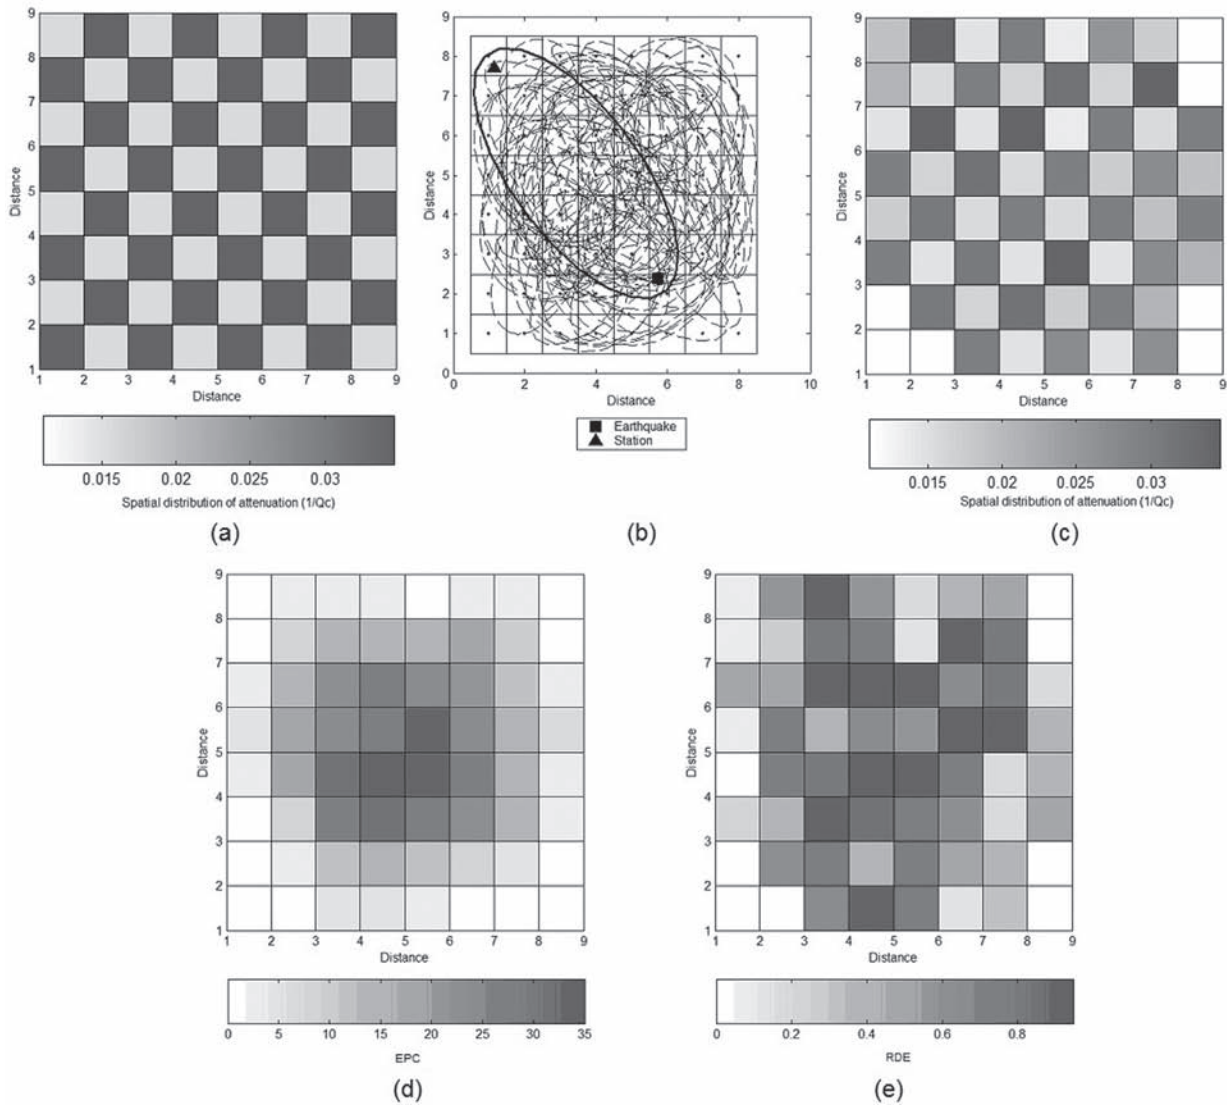 9
8
7
6
5
4
3
2
1
Distance
1 2 3 4 5 6 7 8 9
Distance
0.015 0.02 0.025 0.03
Spatial distribution of attenuation (1/Qc)
(a)
9
8
7
6
5
4
3
2
1
0
Distance
0 2 4 6 8 10
Distance
Earthquake
Station
(b)
9
8
7
6
5
4
3
2
1
Distance
1 2 3 4 5 6 7 8 9
Distance
0.015 0.02 0.025 0.03
Spatial distribution of attenuation (1/Qc)
(c)
9
8
7
6
5
4
3
2
1
Distance
1 2 3 4 5 6 7 8 9
Distance
0 5 10 15 20 25 30 35
EPC
(d)
9
8
7
6
5
4
3
2
1
Distance
1 2 3 4 5 6 7 8 9
Distance
0 0.2 0.4 0.6 0.8
RDE
(e)